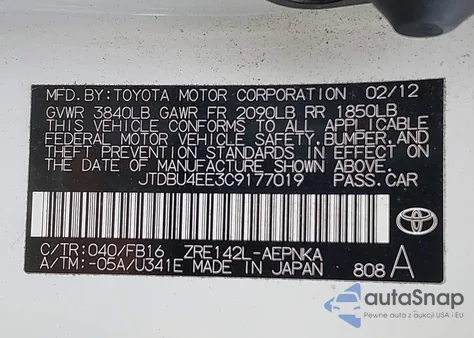 MFD.BY:TOYOTA MOTOR CORPORATION 02/12
GVWR 3840LB GAWR FR 2090LB RR 1850LB
THIS VEHICLE CONFORMS TO ALL APPLICABLE
FEDERAL MOTOR VEHICLE SAFETY, BUMPER, AND
THEFT PREVENTION STANDARDS IN EFFECT ON
THE DATE OF MANUFACTURE SHOWN ABOVE.
JTDBU4EE3C9177019 PASS.CAR
C/TR:040/FB16 ZRE142L-AEPNKA
A/TM:-05A/U341E MADE IN JAPAN 808 A
TOYOTA
autoSnap
Pewne auta z aukcji USA i EU